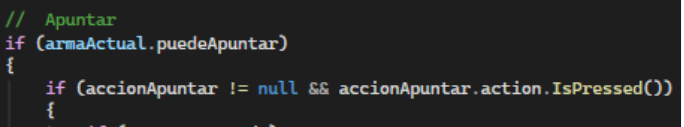 // Apuntar
if (armaActual.puedeApuntar)
{
if (accionApuntar != null && accionApuntar.action.IsPressed())
{